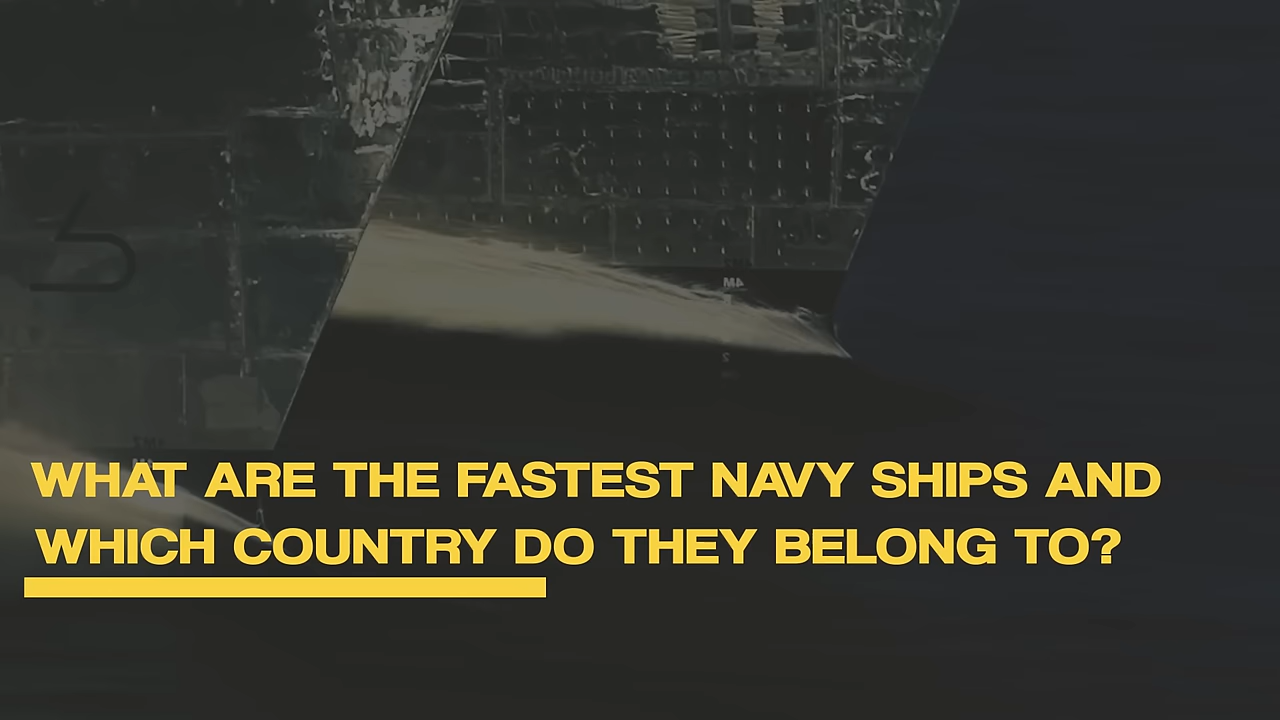 WHAT ARE THE FASTEST NAVY SHIPS AND
WHICH COUNTRY DO THEY BELONG TO?